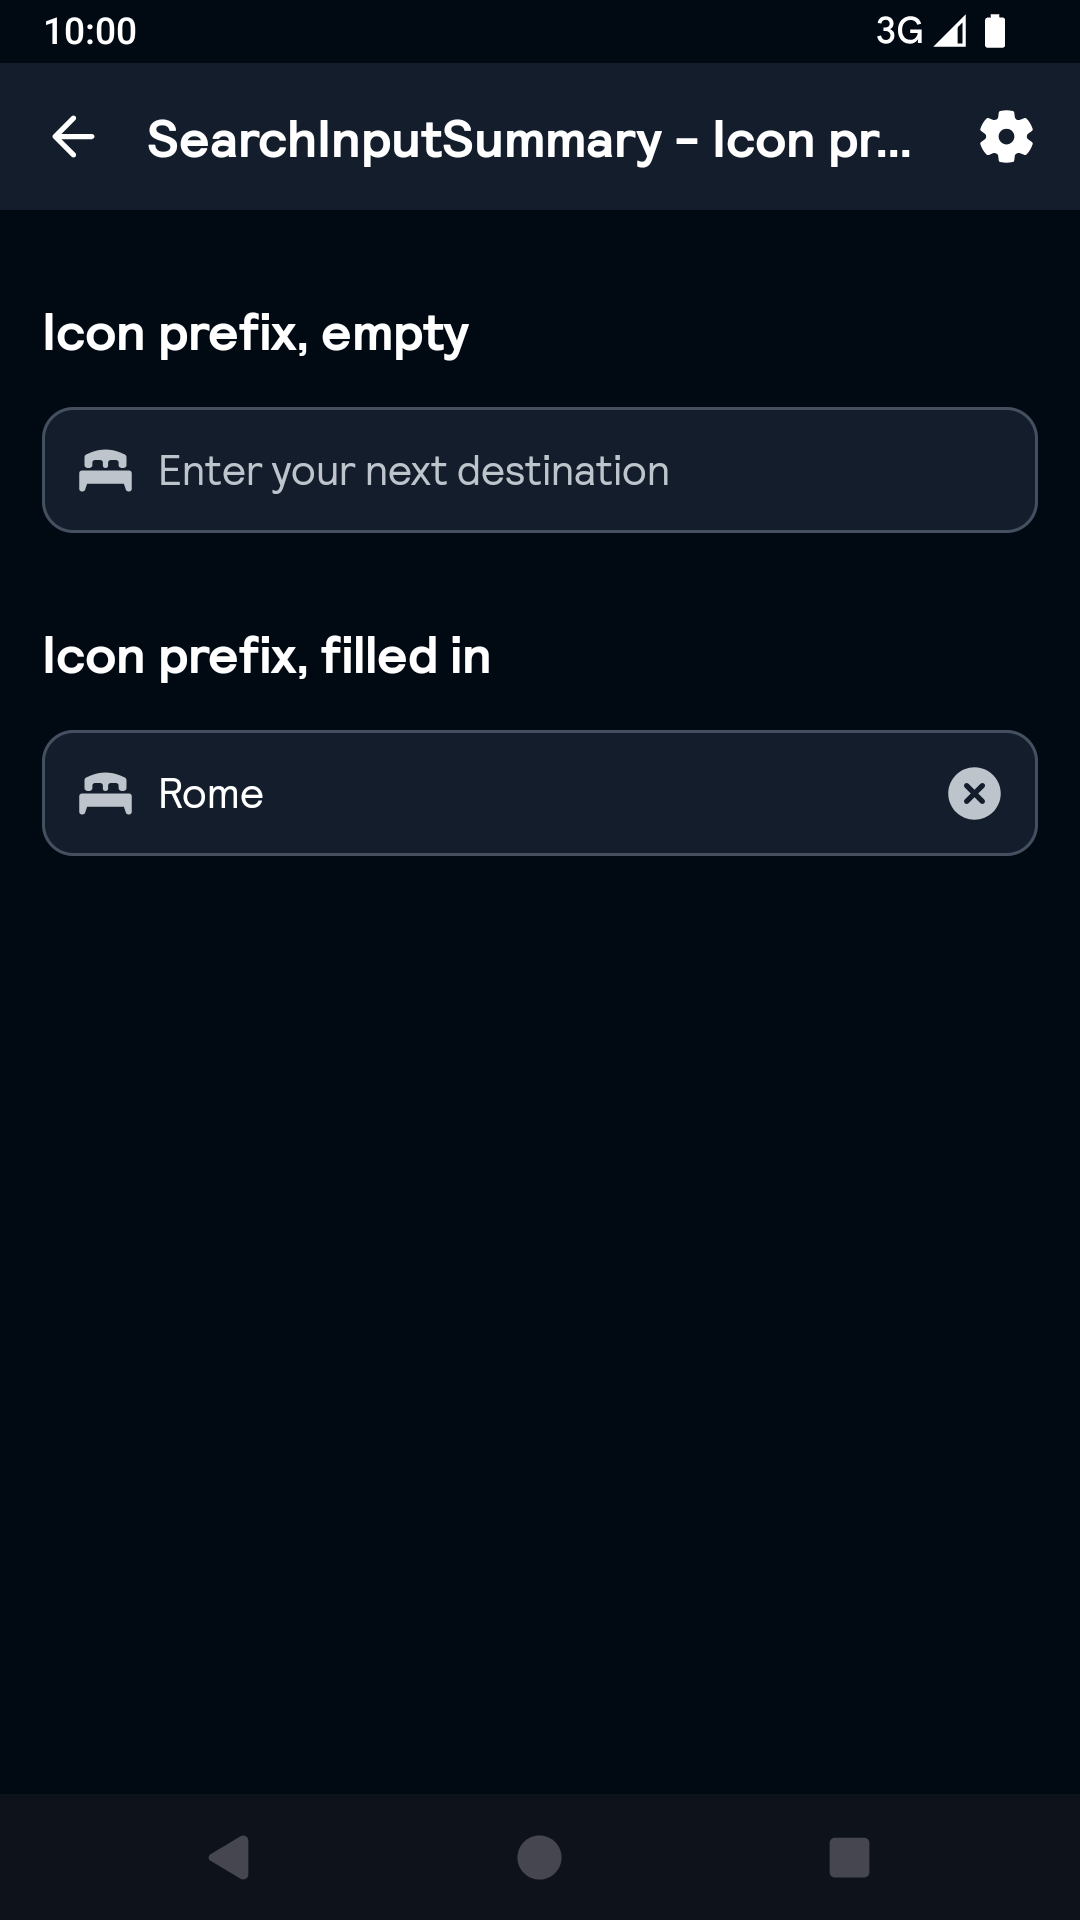 10:00
3G
SearchInputSummary - Icon pr...
Icon prefix, empty
Enter your next destination
Icon prefix, filled in
Rome